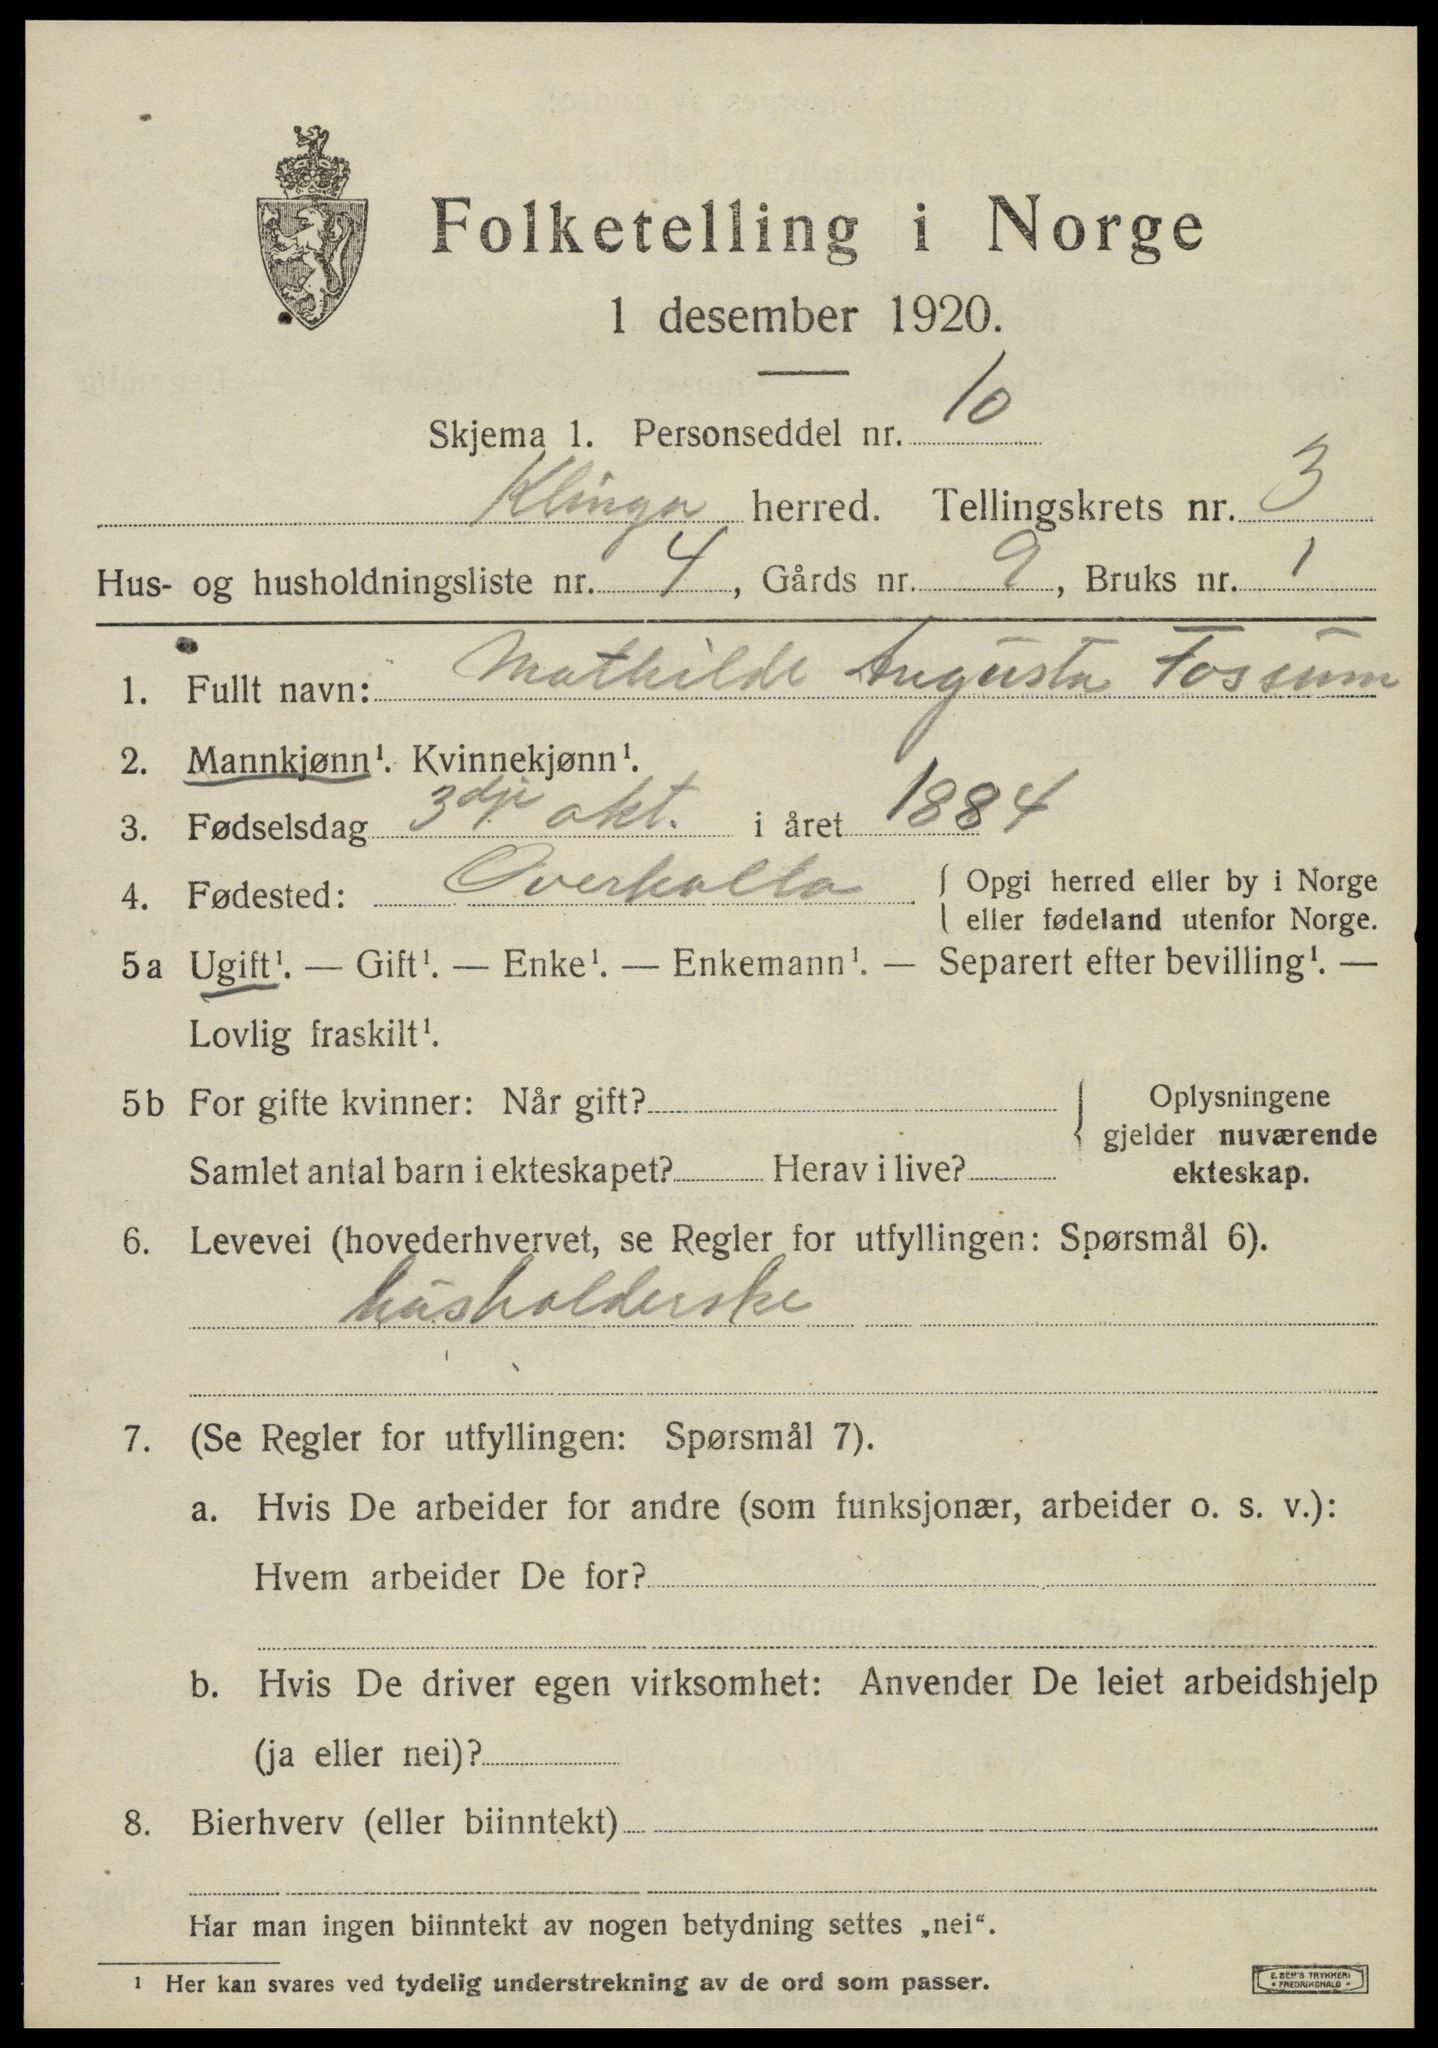 Folketelling i Norge
1 desember 1920.
Skjema 1. Personseddel nr. 10
Klinga herred. Tellingskrets nr. 3
Hus- og husholdningsliste nr. 4, Gårds nr. 9, Bruks nr. 1
1. Fullt navn: Mathilde Augusta Fossum
2. Mannkjønn¹. Kvinnekjønn¹.
3. Fødselsdag 3dje okt. i året 1884
4. Fødested: Overhalla { Opgi herred eller by i Norge
eller fødeland utenfor Norge.
5a Ugift¹. — Gift¹. — Enke¹. — Enkemann¹. — Separert efter bevilling¹. —
Lovlig fraskilt¹.
5b For gifte kvinner: Når gift? { Oplysningene
gjelder nuværende
Samlet antal barn i ekteskapet? Herav i live? ekteskap.
6. Levevei (hovederhvervet, se Regler for utfyllingen: Spørsmål 6).
husholderske
7. (Se Regler for utfyllingen: Spørsmål 7).
a. Hvis De arbeider for andre (som funksjonær, arbeider o. s. v.):
Hvem arbeider De for?
b. Hvis De driver egen virksomhet: Anvender De leiet arbeidshjelp
(ja eller nei)?
8. Bierhverv (eller biinntekt)
Har man ingen biinntekt av nogen betydning settes „nei“.
¹ Her kan svares ved tydelig understrekning av de ord som passer.
E. SEM'S TRYKKERI
FREDRIKSHALD